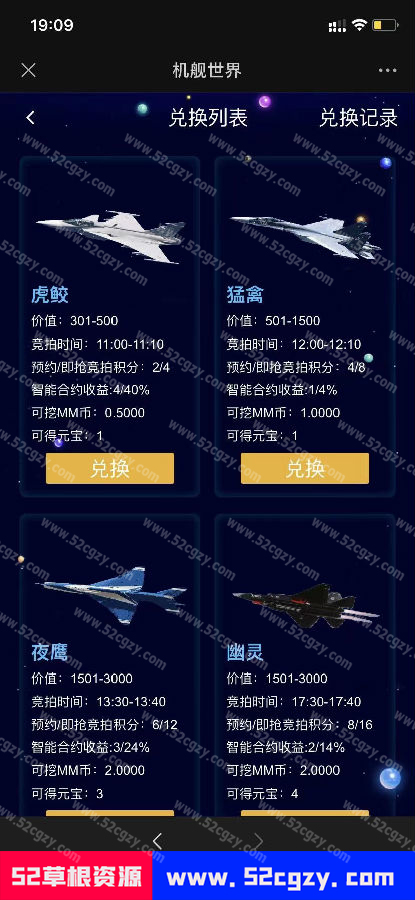 19:09
机舰世界
兑换列表 兑换记录
虎鲛
价值：301-500
竞拍时间：11:00-11:10
预约/即抢竞拍积分：2/4
智能合约收益:4/40%
可挖MM币：0.5000
可得元宝：1
兑换
猛禽
价值：501-1500
竞拍时间：12:00-12:10
预约/即抢竞拍积分：4/8
智能合约收益:1/4%
可挖MM币：1.0000
可得元宝：1
兑换
夜鹰
价值：1501-3000
竞拍时间：13:30-13:40
预约/即抢竞拍积分：6/12
智能合约收益:3/24%
可挖MM币：2.0000
可得元宝：3
幽灵
价值：1501-3000
竞拍时间：17:30-17:40
预约/即抢竞拍积分：8/16
智能合约收益:2/14%
可挖MM币：2.0000
可得元宝：4
52草根资源 www.52cgzy.com
www.52cgzy.com